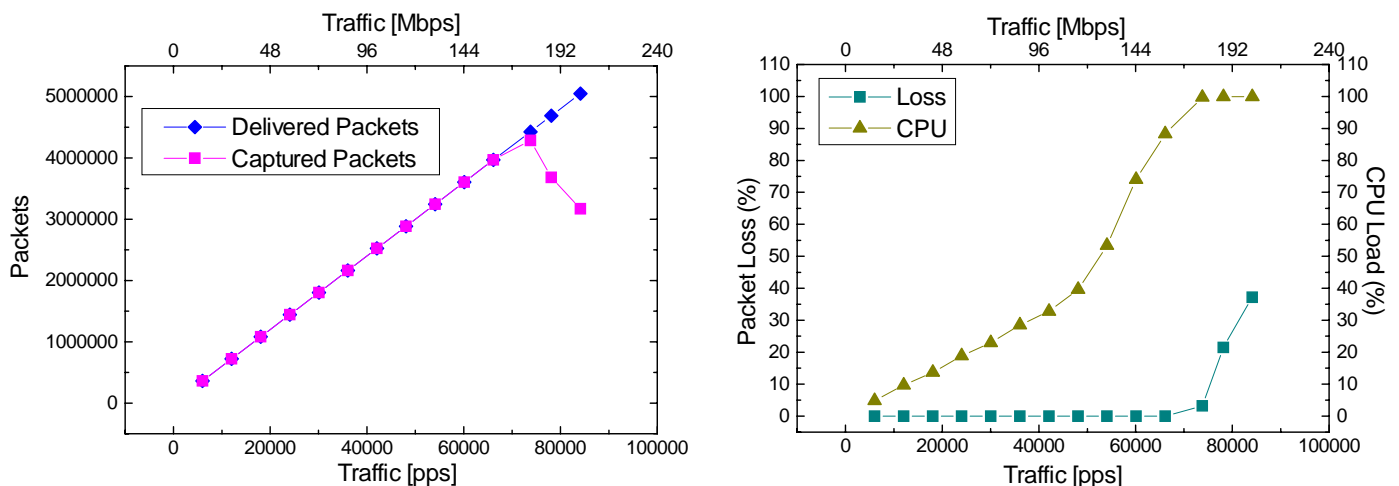 Traffic [Mbps]
0 48 96 144 192 240
Packets
5000000
4000000
3000000
2000000
1000000
0
Delivered Packets
Captured Packets
0 20000 40000 60000 80000 100000
Traffic [pps]
Traffic [Mbps]
0 48 96 144 192 240
Packet Loss (%)
110
100
90
80
70
60
50
40
30
20
10
0
Loss
CPU
110
100
90
80
70
60
50
40
30
20
10
0
CPU Load (%)
0 20000 40000 60000 80000 100000
Traffic [pps]